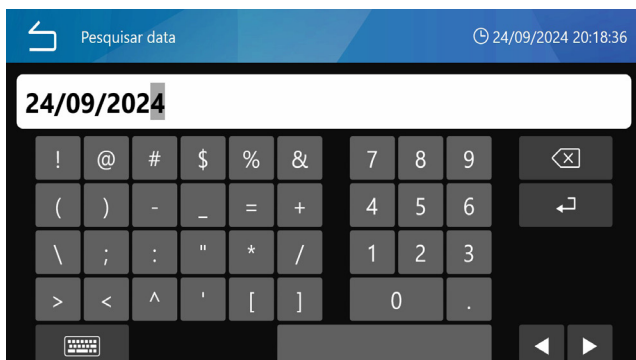 Pesquisar data 24/09/2024 20:18:36
24/09/2024
! @ # $ % & 7 8 9
( ) - _ = + 4 5 6
\ ; : " * / 1 2 3
> < ^ ' [ ] 0 .